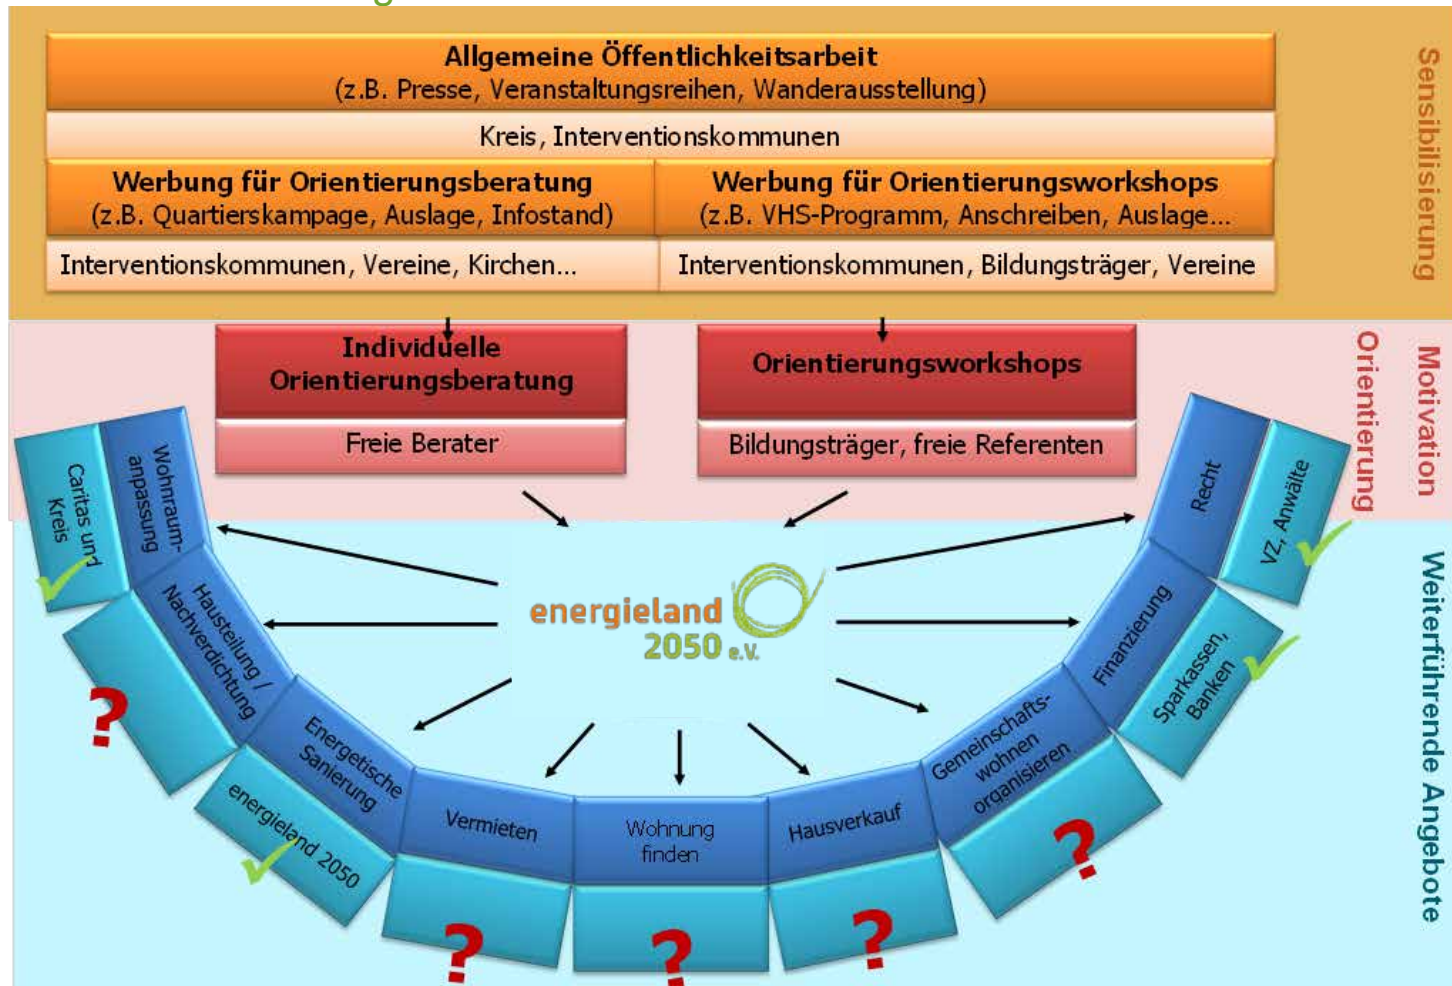 Allgemeine Öffentlichkeitsarbeit
(z.B. Presse, Veranstaltungsreihen, Wanderausstellung)
Kreis, Interventionskommunen
Werbung für Orientierungsberatung
(z.B. Quartierskampage, Auslage, Infostand)
Interventionskommunen, Vereine, Kirchen...
Werbung für Orientierungsworkshops
(z.B. VHS-Programm, Anschreiben, Auslage...
Interventionskommunen, Bildungsträger, Vereine
Sensibilisierung
Individuelle
Orientierungsberatung
Freie Berater
Orientierungsworkshops
Bildungsträger, freie Referenten
Motivation
Orientierung
energieland
2050 e.V.
Wohnraum-
anpassung
Caritas und
Kreis
Hausteilung /
Nachverdichtung
?
Energetische
Sanierung
energieland 2050
Vermieten
?
Wohnung
finden
?
Hausverkauf
?
Gemeinschafts-
wohnen
organisieren
?
Finanzierung
Sparkassen,
Banken
Recht
VZ, Anwälte
Weiterführende Angebote